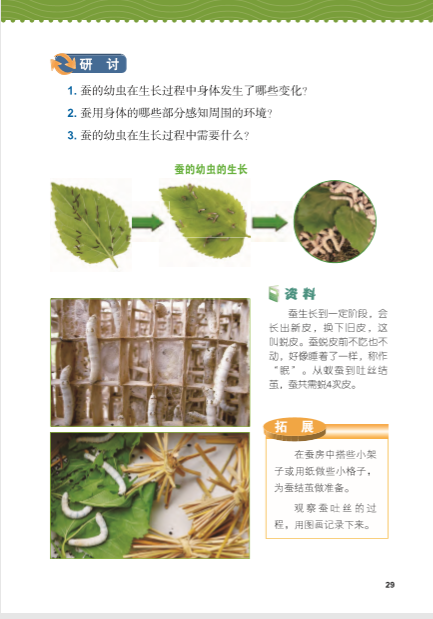 研 讨
1. 蚕的幼虫在生长过程中身体发生了哪些变化？
2. 蚕用身体的哪些部分感知周围的环境？
3. 蚕的幼虫在生长过程中需要什么？
蚕的幼虫的生长
资 料
蚕生长到一定阶段，会
长出新皮，换下旧皮，这
叫蜕皮。蚕蜕皮前不吃也不
动，好像睡着了一样，称作
“眠”。从蚁蚕到吐丝结
茧，蚕共需蜕4次皮。
拓 展
在蚕房中搭些小架
子或用纸做些小格子，
为蚕结茧做准备。
观察蚕吐丝的过
程，用图画记录下来。
29